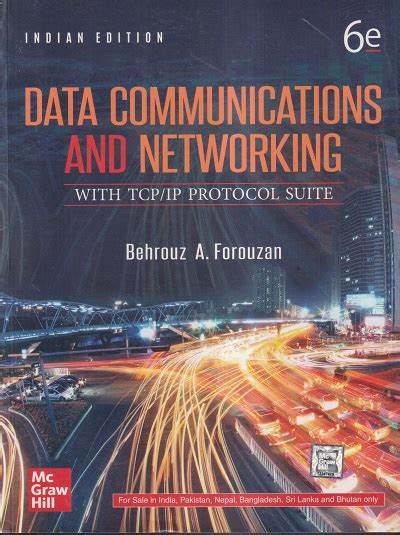 INDIAN EDITION
6e
DATA COMMUNICATIONS
AND NETWORKING
WITH TCP/IP PROTOCOL SUITE
Behrouz A. Forouzan
Mc
Graw
Hill
For Sale in India, Pakistan, Nepal, Bangladesh, Sri Lanka and Bhutan only